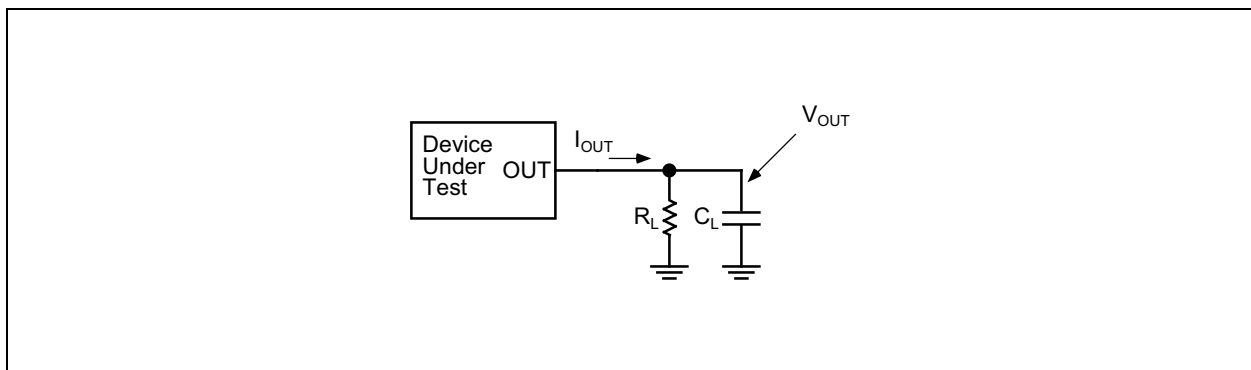 Device
Under
Test
OUT
I_OUT
R_L
C_L
V_OUT